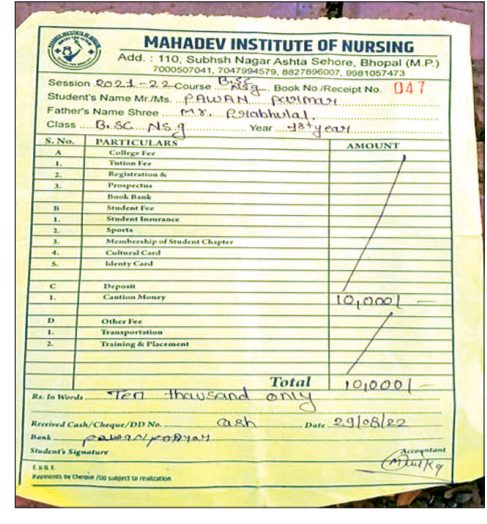 MAHADEV INSTITUTE OF NURSING
Add. : 110, Subhsh Nagar Ashta Sehore, Bhopal (M.P.)
7000507041, 7047994579, 8827896007, 9981057473
Session 2021-22 Course B.Sc Nsg Book No./Receipt No. 047
Student's Name Mr./Ms. PAWAN Parmar
Father's Name Shree Mr. Prabhulal
Class B.SC Nsg Year 1st year
S. No. PARTICULARS AMOUNT
A College Fee
1. Tution Fee
2. Registration &
3. Prospectus
Book Bank
B Student Fee
1. Student Insurance
2. Sports
3. Membership of Student Chapter
4. Cultural Card
5. Identy Card
C Deposit
1. Caution Money 10,000/-
D Other Fee
1. Transportation
2. Training & Placement
Total 10,000/-
Rs. In Words Ten thousand only
Received Cash/Cheque/DD No. cash Date 29/08/22
Bank
Student's Signature Accountant
E. & O. E.
Payments by Cheque /DD subject to realization